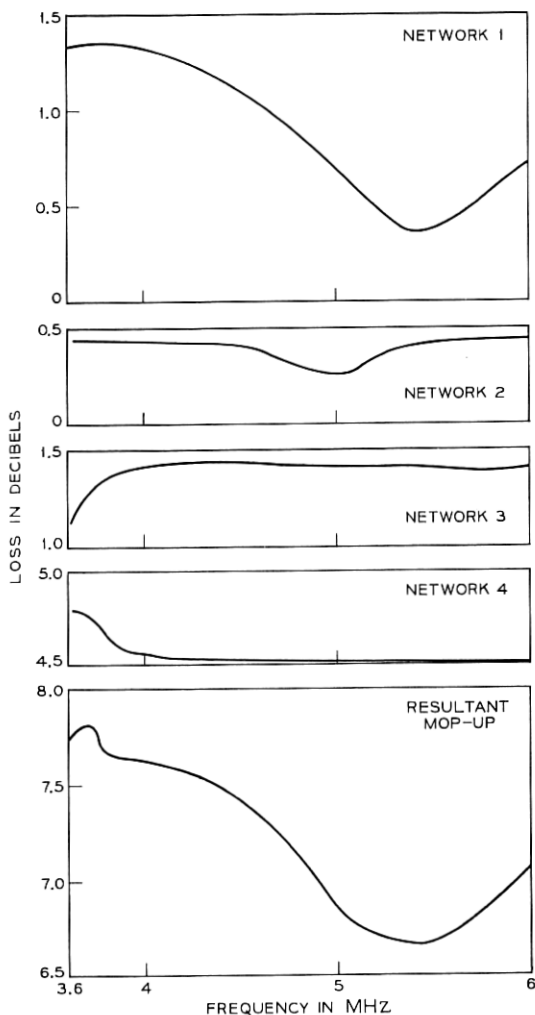 1.5
NETWORK 1
1.0
0.5
0
0.5
NETWORK 2
0
1.5
NETWORK 3
1.0
5.0
NETWORK 4
4.5
LOSS IN DECIBELS
8.0
RESULTANT
MOP-UP
7.5
7.0
6.5
3.6 4 5 6
FREQUENCY IN MHz